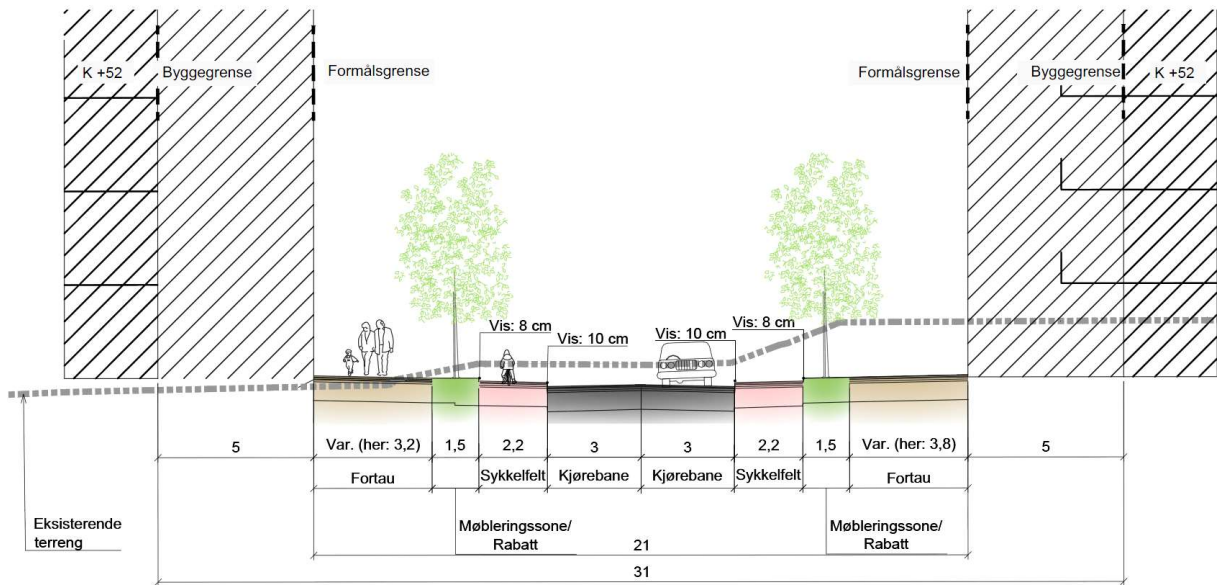 K +52
Byggegrense
Formålsgrense
Formålsgrense
Byggegrense
K +52
Vis: 8 cm
Vis: 10 cm
Vis: 10 cm
Vis: 8 cm
5
Var. (her: 3,2)
1,5
2,2
3
3
2,2
1,5
Var. (her: 3,8)
5
Fortau
Sykkelfelt
Kjørebane
Kjørebane
Sykkelfelt
Fortau
Eksisterende
terreng
Møbleringssone/
Rabatt
21
Møbleringssone/
Rabatt
31